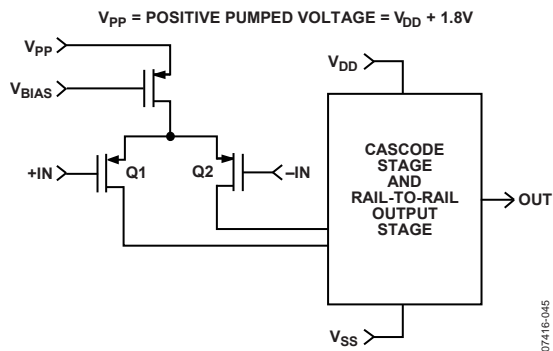 VPP = POSITIVE PUMPED VOLTAGE = VDD + 1.8V
VPP
VDD
VBIAS
+IN
Q1
Q2
–IN
CASCODE
STAGE
AND
RAIL-TO-RAIL
OUTPUT
STAGE
OUT
VSS
07416-045